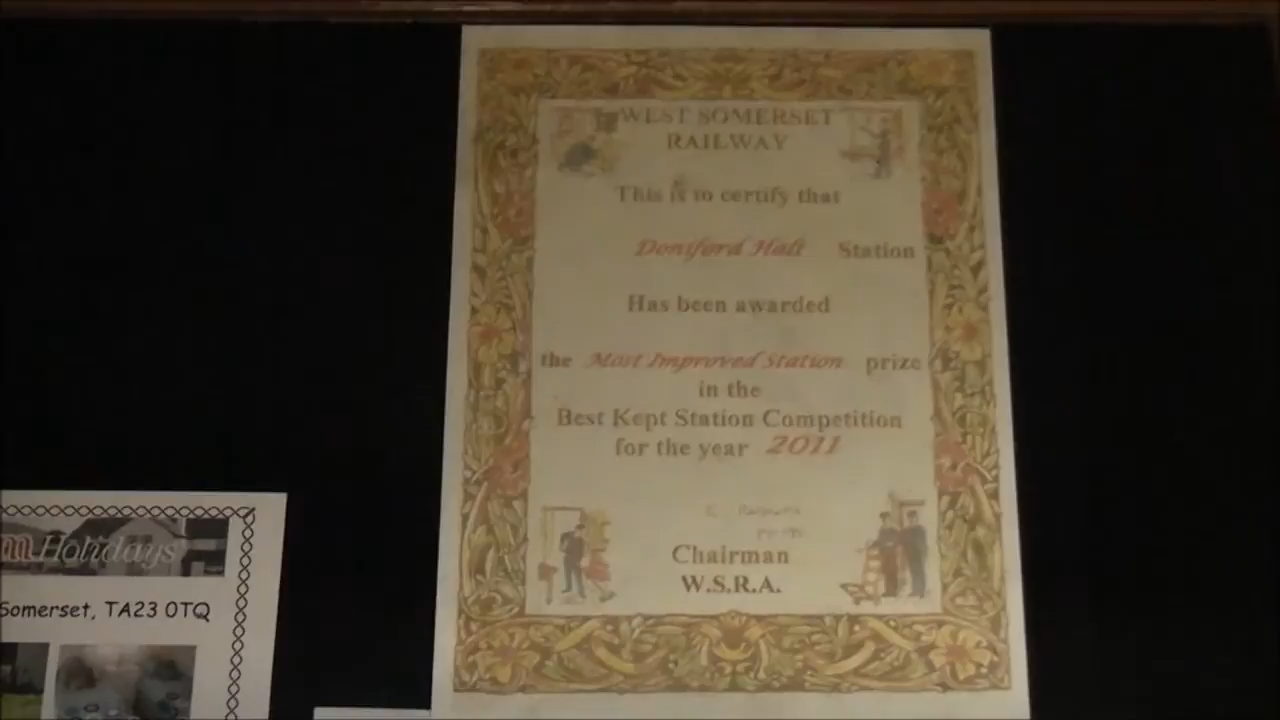 WEST SOMERSET
RAILWAY
This is to certify that
Doniford Halt Station
Has been awarded
the Most Improved Station prize
in the
Best Kept Station Competition
for the year 2011
Chairman
W.S.R.A.
m Holidays
Somerset, TA23 0TQ